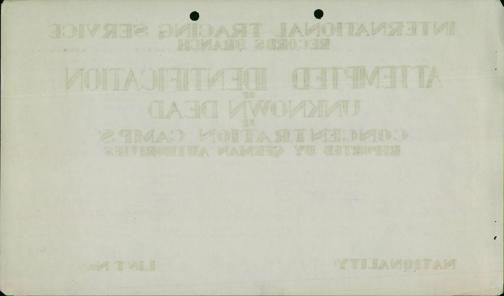 INTERNATIONAL TRACING SERVICE
RECORDS BRANCH
ATTEMPTED IDENTIFICATION
OF
UNKNOWN DEAD
IN
CONCENTRATION CAMPS
REPORTED BY GERMAN AUTHORITIES
NATIONALITY
LIST No.